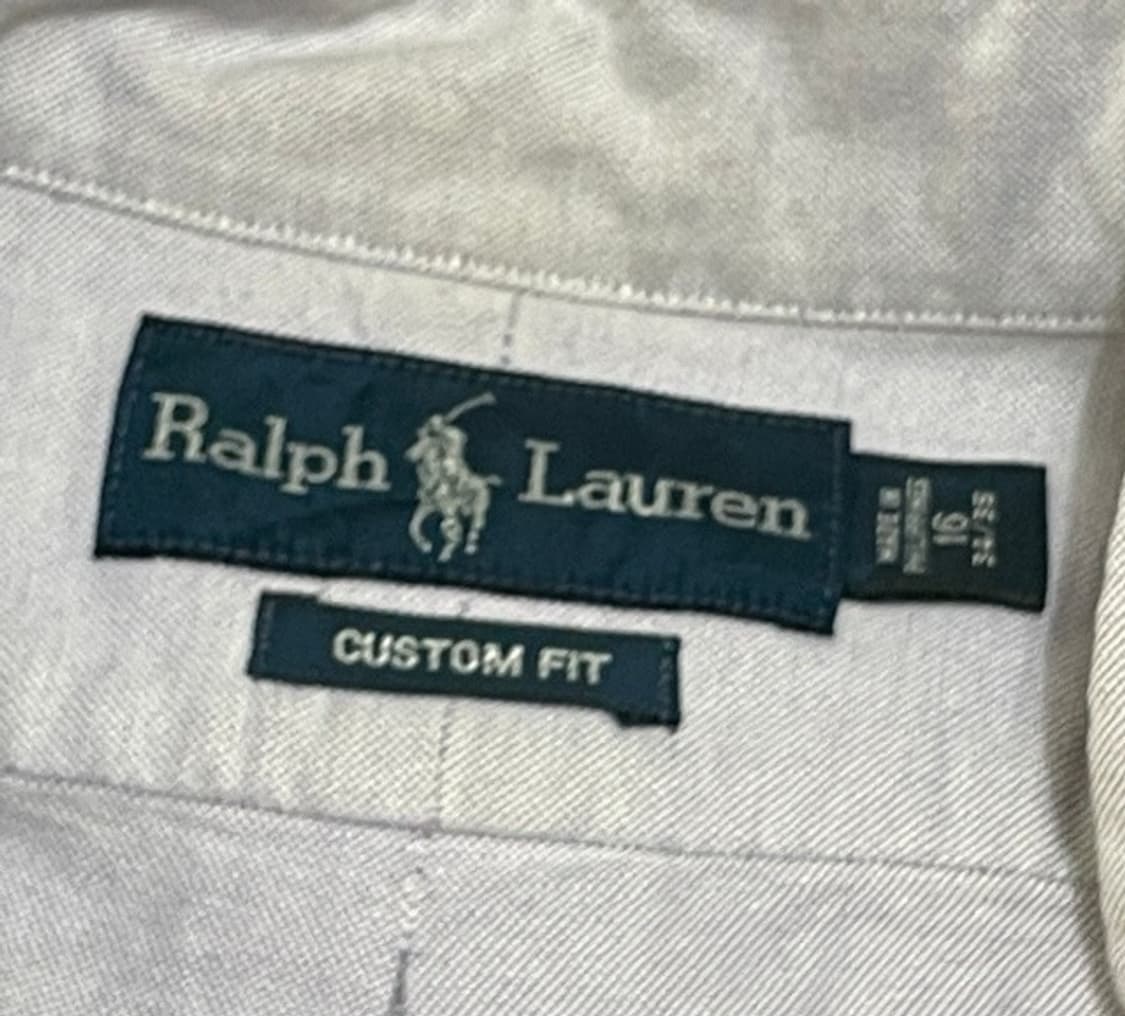 Ralph Lauren
CUSTOM FIT
16